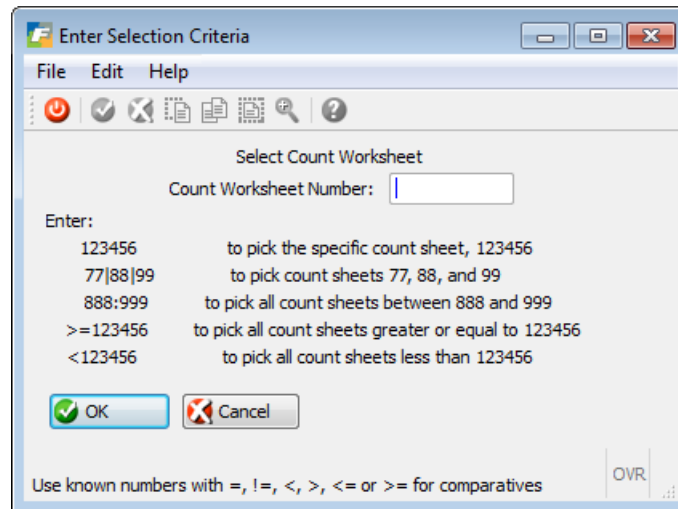 Enter Selection Criteria
File Edit Help
Select Count Worksheet
Count Worksheet Number:
Enter:
123456 to pick the specific count sheet, 123456
77|88|99 to pick count sheets 77, 88, and 99
888:999 to pick all count sheets between 888 and 999
>=123456 to pick all count sheets greater or equal to 123456
<123456 to pick all count sheets less than 123456
OK Cancel
Use known numbers with =, !=, <, >, <= or >= for comparatives OVR